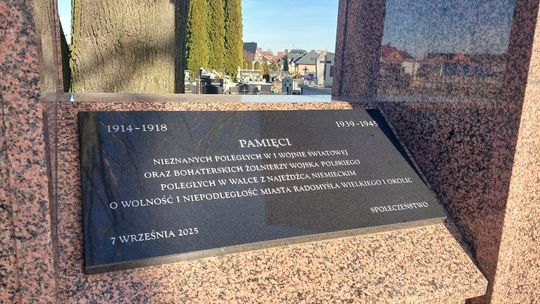 1914-1918 1939-1945
PAMIĘCI
NIEZNANYCH POLEGŁYCH W I WOJNIE ŚWIATOWEJ
ORAZ BOHATERSKICH ŻOŁNIERZY WOJSKA POLSKIEGO
POLEGŁYCH W WALCE Z NAJEŹDŹCĄ NIEMIECKIM
O WOLNOŚĆ I NIEPODLEGŁOŚĆ MIASTA RADOMYŚLA WIELKIEGO I OKOLIC
SPOŁECZEŃSTWO
7 WRZEŚNIA 2025